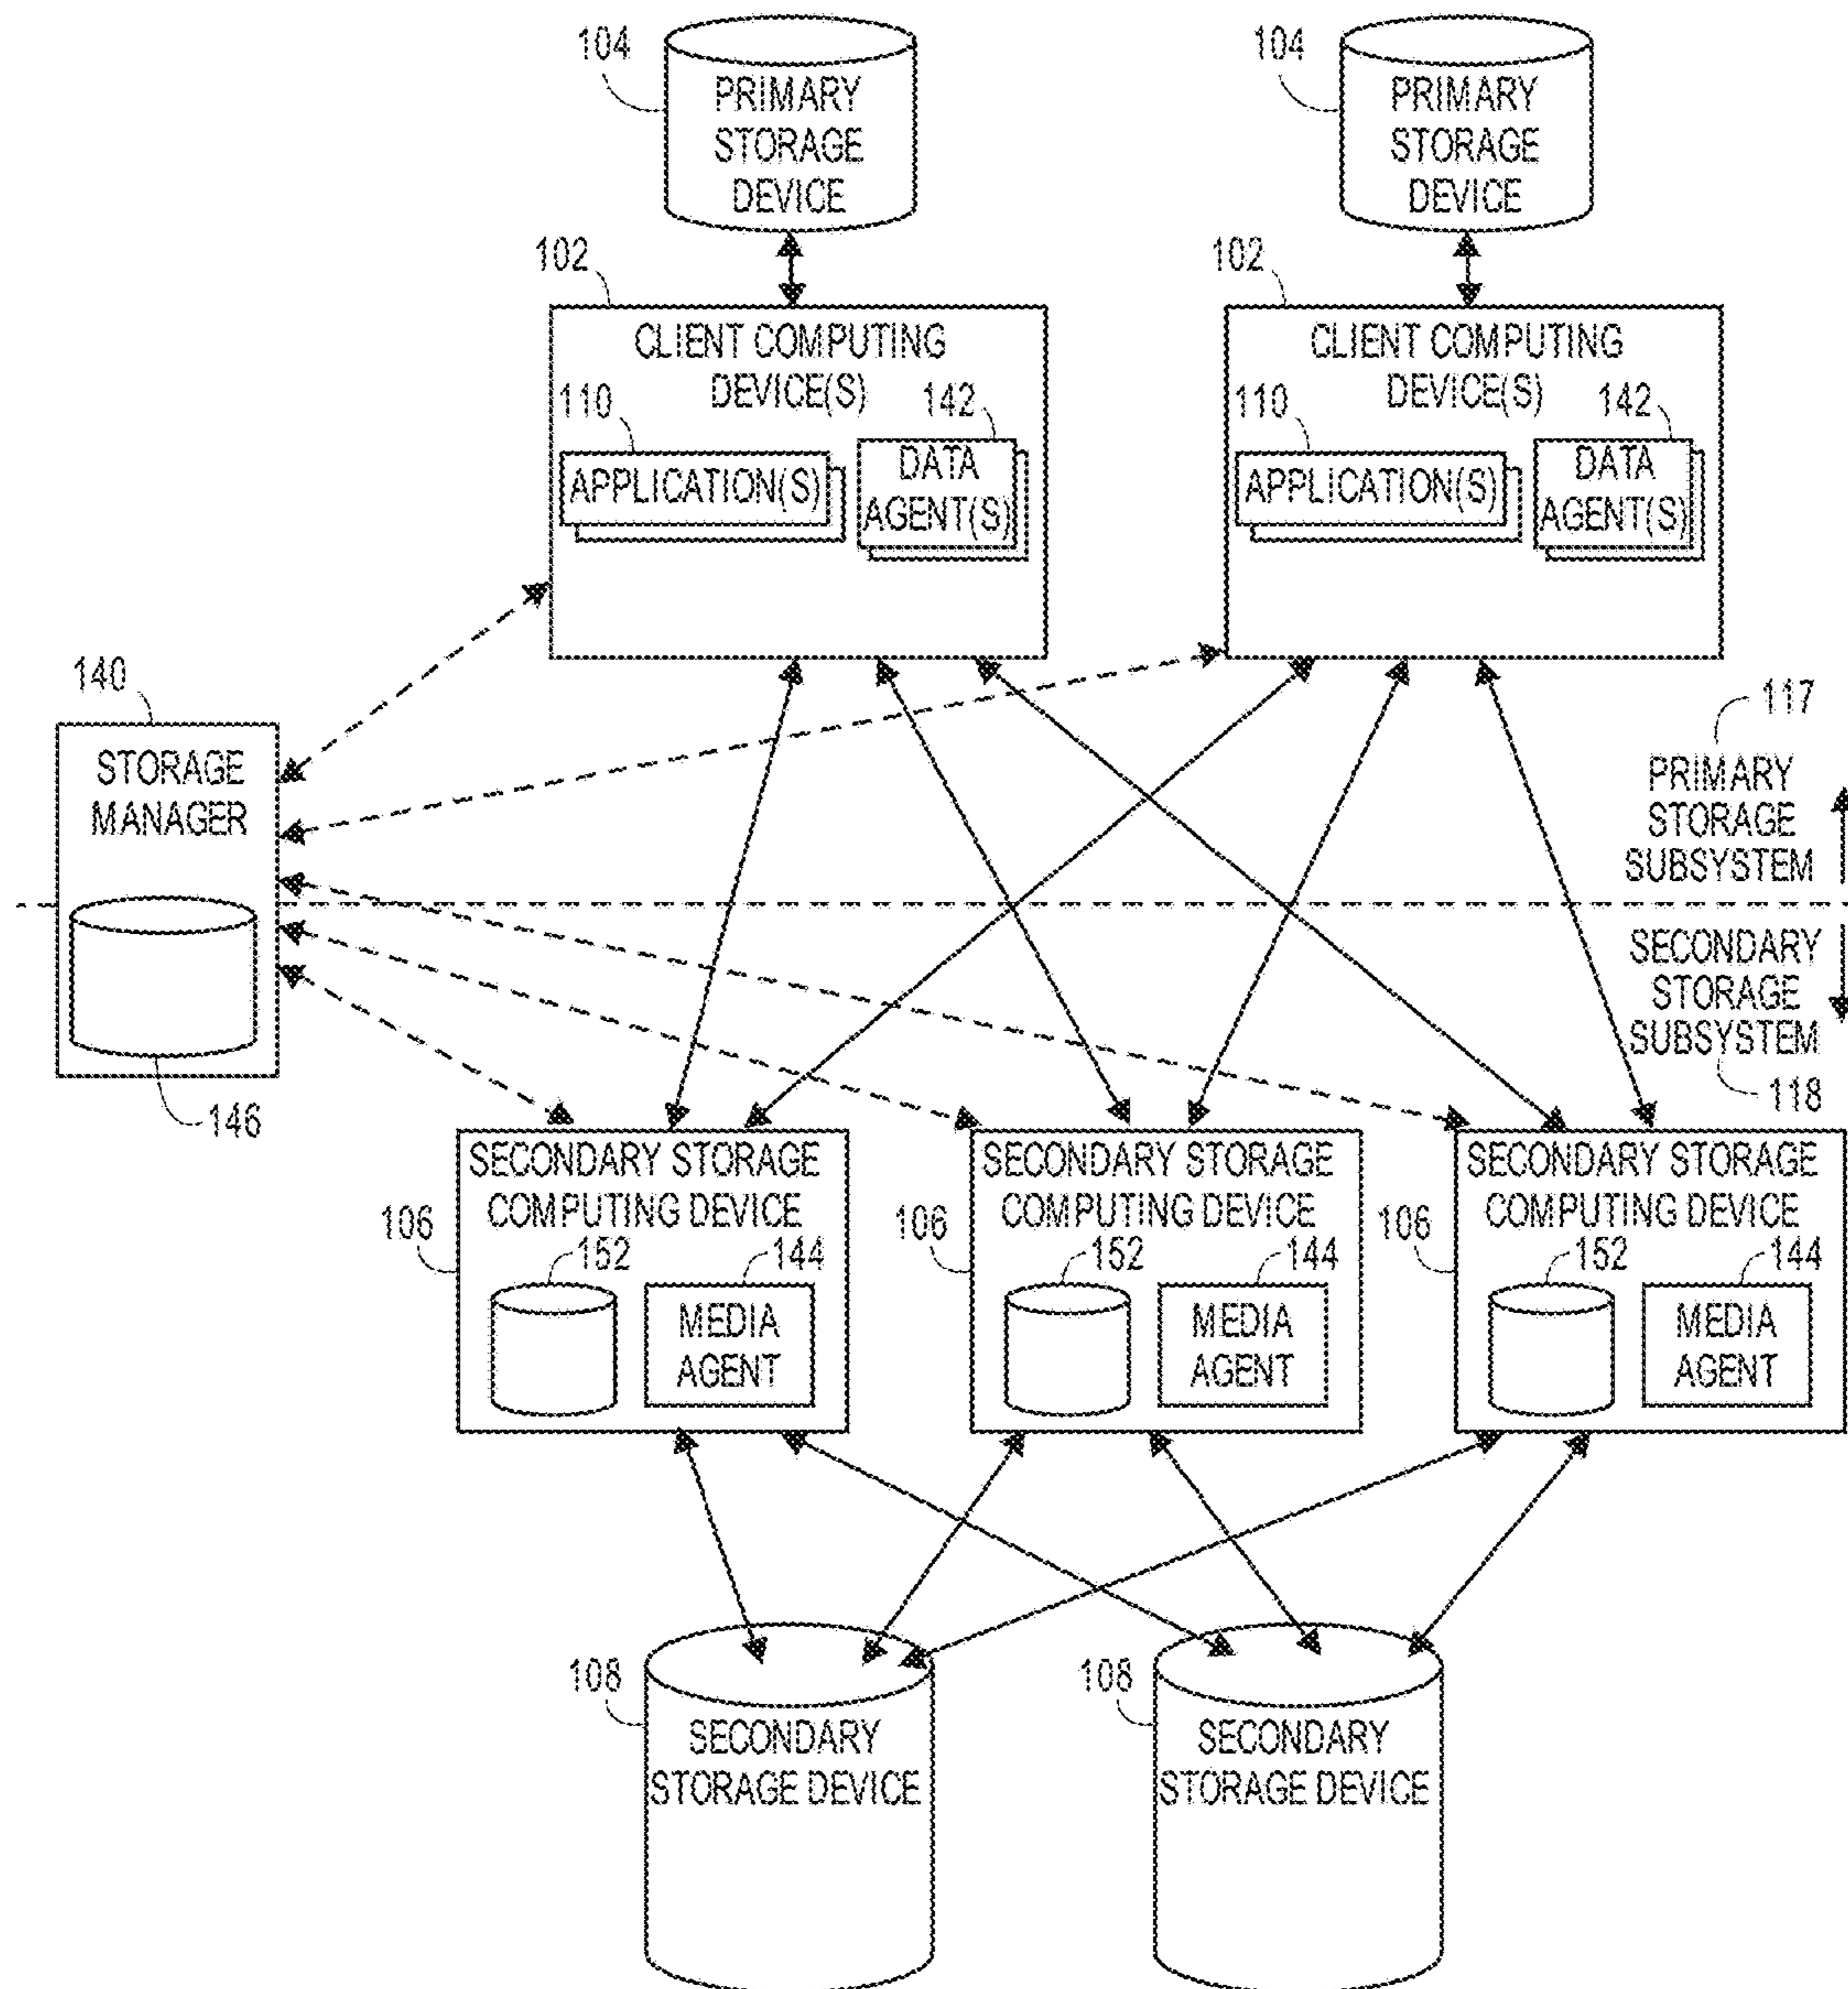 104
PRIMARY
STORAGE
DEVICE
104
PRIMARY
STORAGE
DEVICE
102
CLIENT COMPUTING
DEVICE(S)
110
APPLICATION(S)
142
DATA
AGENT(S)
102
CLIENT COMPUTING
DEVICE(S)
110
APPLICATION(S)
142
DATA
AGENT(S)
140
STORAGE
MANAGER
146
117
PRIMARY
STORAGE
SUBSYSTEM
SECONDARY
STORAGE
SUBSYSTEM
118
106
SECONDARY STORAGE
COMPUTING DEVICE
152
144
MEDIA
AGENT
106
SECONDARY STORAGE
COMPUTING DEVICE
152
144
MEDIA
AGENT
106
SECONDARY STORAGE
COMPUTING DEVICE
152
144
MEDIA
AGENT
108
SECONDARY
STORAGE DEVICE
108
SECONDARY
STORAGE DEVICE